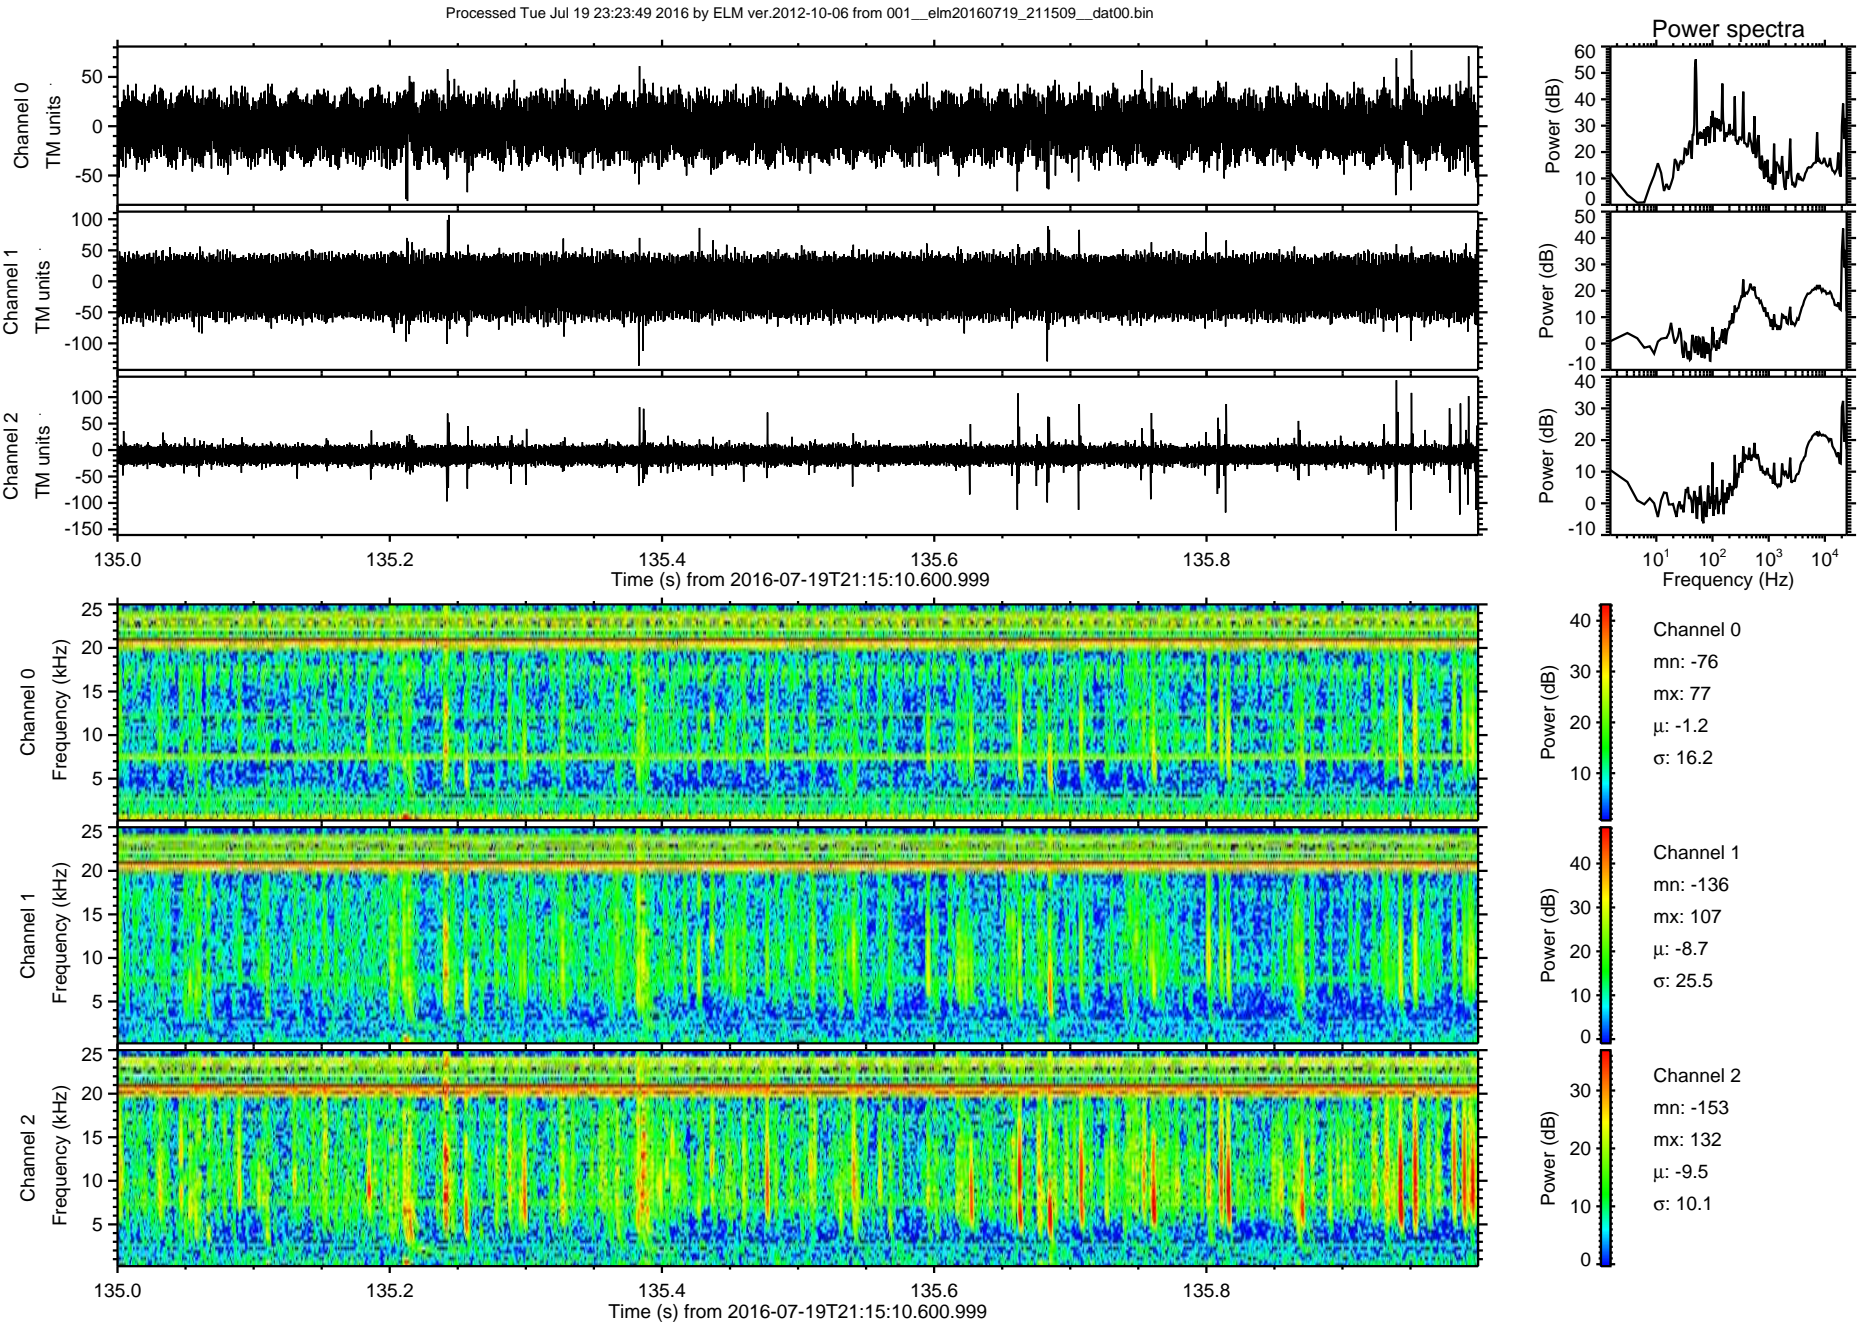 Processed Tue Jul 19 23:23:49 2016 by ELM ver.2012-10-06 from 001__elm20160719_211509__dat00.bin
Power spectra
Channel 0
TM units
50
0
-50
Power (dB)
60
50
40
30
20
10
0
Channel 1
TM units
100
50
0
-50
-100
Power (dB)
50
40
30
20
10
0
-10
Channel 2
TM units
100
50
0
-50
-100
-150
Power (dB)
40
30
20
10
0
-10
135.0 135.2 135.4 135.6 135.8
Time (s) from 2016-07-19T21:15:10.600.999
10¹ 10² 10³ 10⁴
Frequency (Hz)
Channel 0
Frequency (kHz)
25
20
15
10
5
Power (dB)
40
30
20
10
Channel 0
mn: -76
mx: 77
μ: -1.2
σ: 16.2
Channel 1
Frequency (kHz)
25
20
15
10
5
Power (dB)
40
30
20
10
0
Channel 1
mn: -136
mx: 107
μ: -8.7
σ: 25.5
Channel 2
Frequency (kHz)
25
20
15
10
5
Power (dB)
30
20
10
0
Channel 2
mn: -153
mx: 132
μ: -9.5
σ: 10.1
135.0 135.2 135.4 135.6 135.8
Time (s) from 2016-07-19T21:15:10.600.999